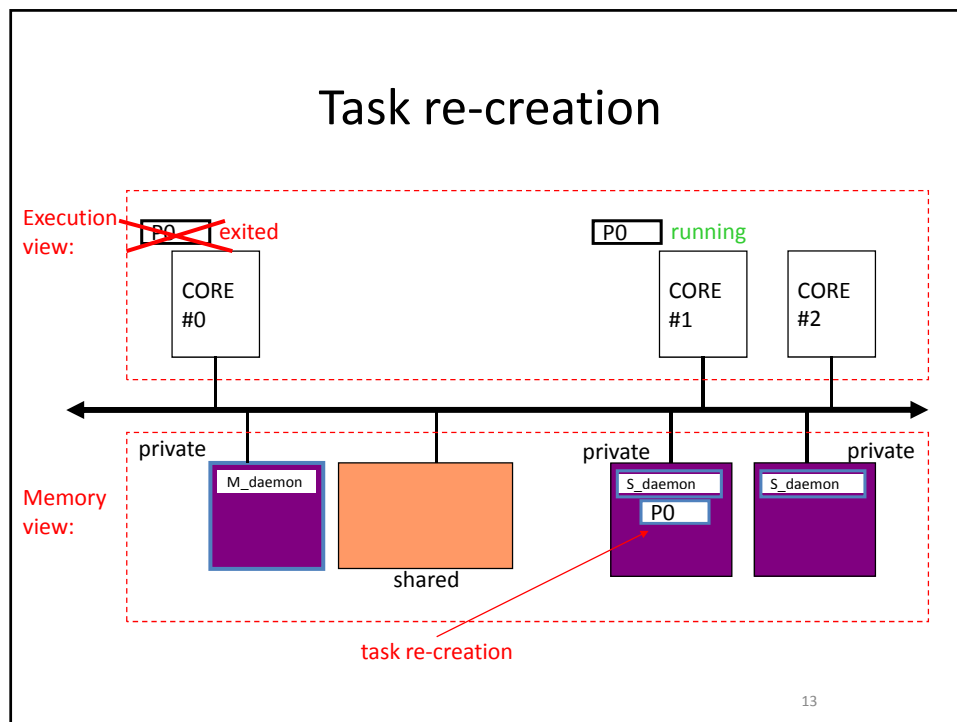 Task re-creation
Execution
view:
P0
exited
P0
running
CORE
#0
CORE
#1
CORE
#2
private
private
private
Memory
view:
M_daemon
S_daemon
S_daemon
P0
shared
task re-creation
13